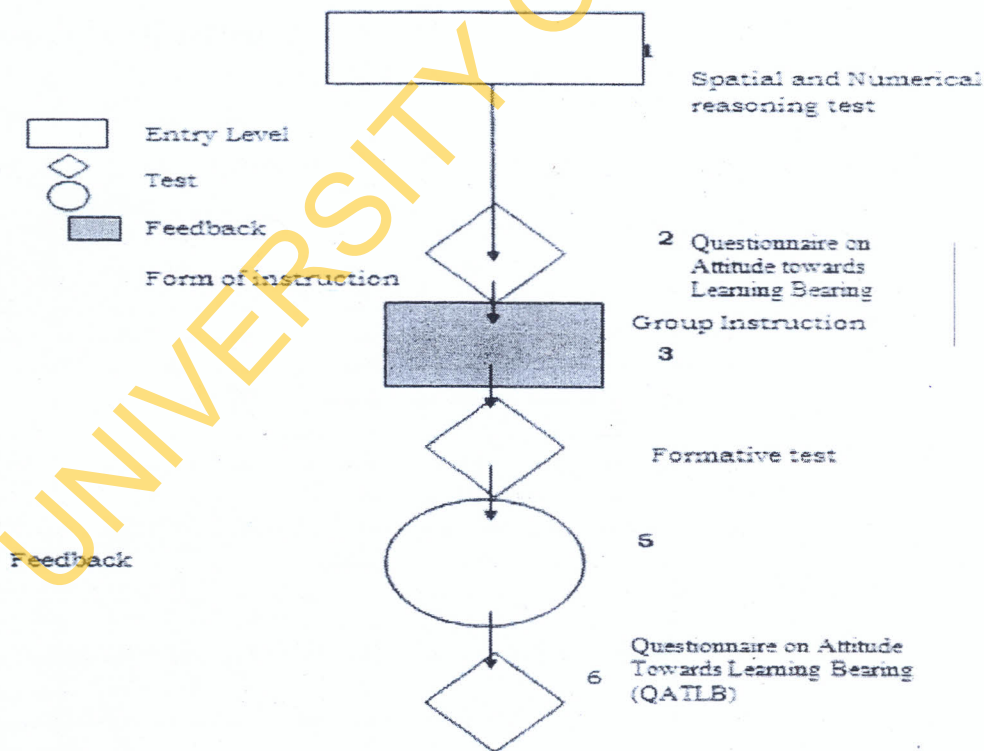 1
Spatial and Numerical
reasoning test
Entry Level
Test
Feedback
Form of instruction
2 Questionnaire on
Attitude towards
Learning Bearing
Group Instruction
3
Formative test
5
Feedback
6 Questionnaire on Attitude
Towards Learning Bearing
(QATLB)
UNIVERSITY O